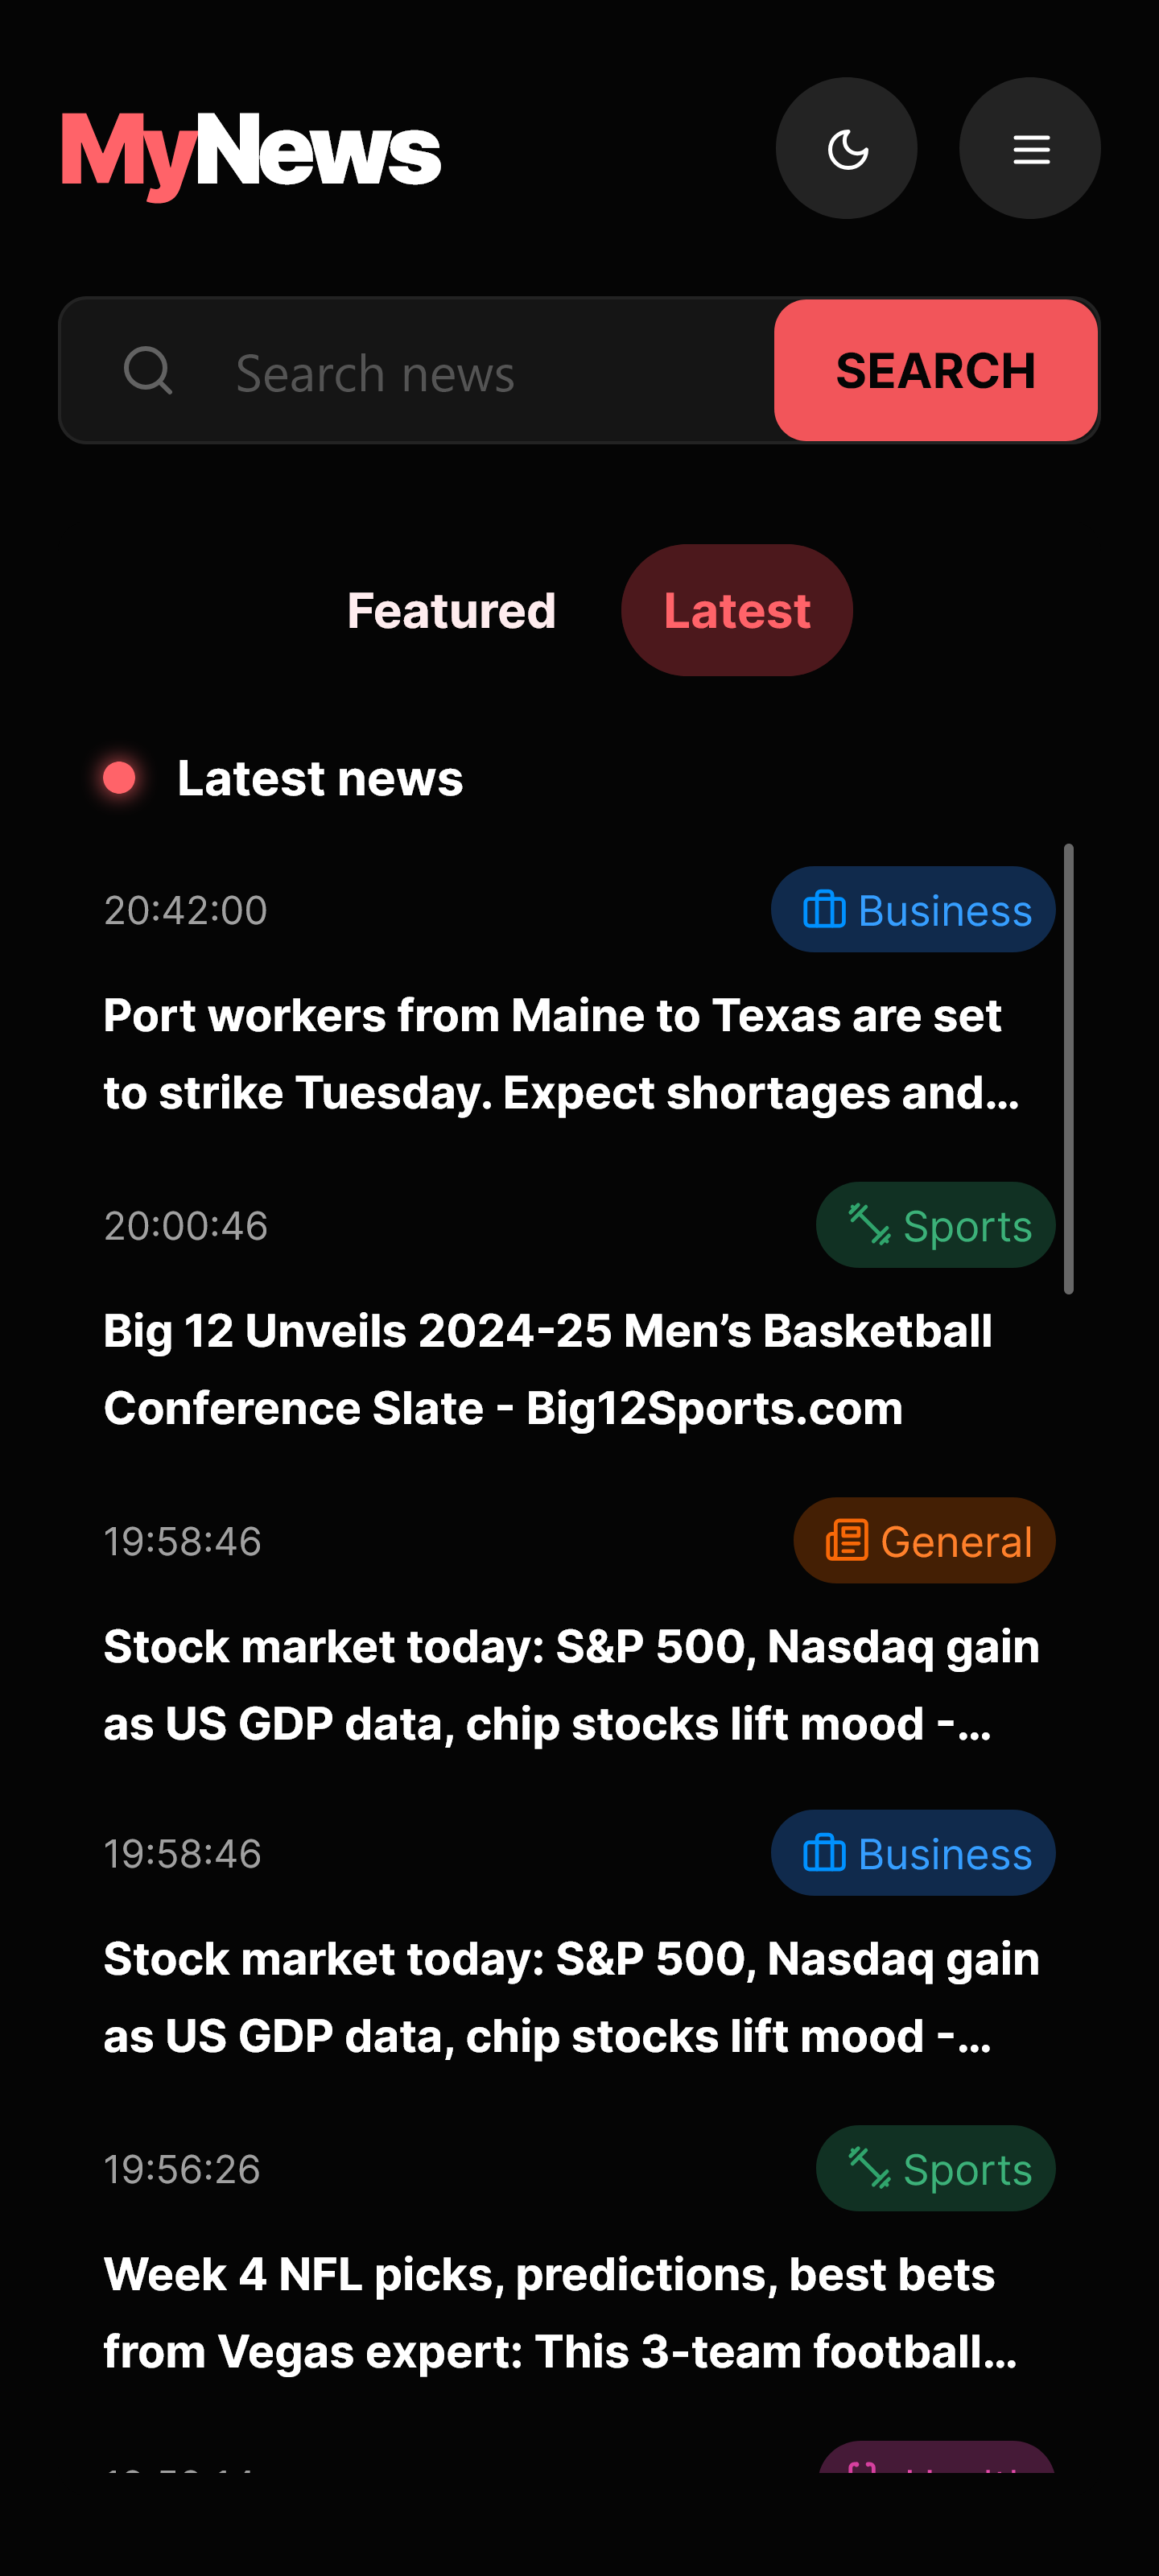 MyNews
Search news
SEARCH
Featured
Latest
Latest news
20:42:00
Business
Port workers from Maine to Texas are set
to strike Tuesday. Expect shortages and...
20:00:46
Sports
Big 12 Unveils 2024-25 Men’s Basketball
Conference Slate - Big12Sports.com
19:58:46
General
Stock market today: S&P 500, Nasdaq gain
as US GDP data, chip stocks lift mood -...
19:58:46
Business
Stock market today: S&P 500, Nasdaq gain
as US GDP data, chip stocks lift mood -...
19:56:26
Sports
Week 4 NFL picks, predictions, best bets
from Vegas expert: This 3-team football...